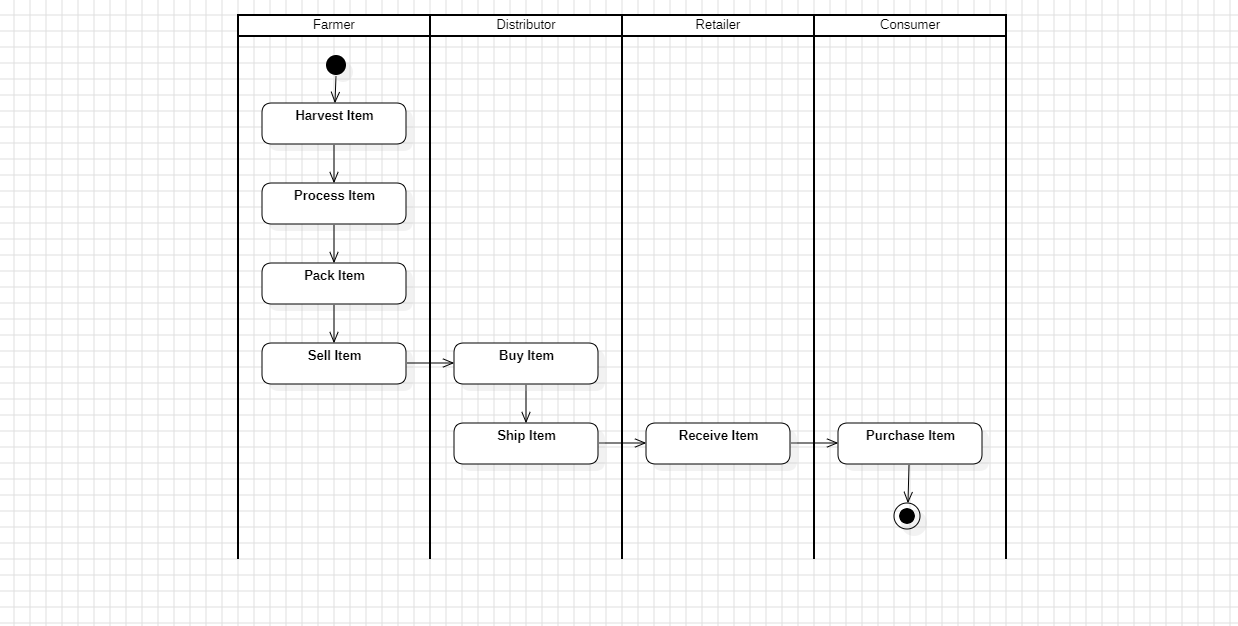 Farmer
Distributor
Retailer
Consumer
Harvest Item
Process Item
Pack Item
Sell Item
Buy Item
Ship Item
Receive Item
Purchase Item